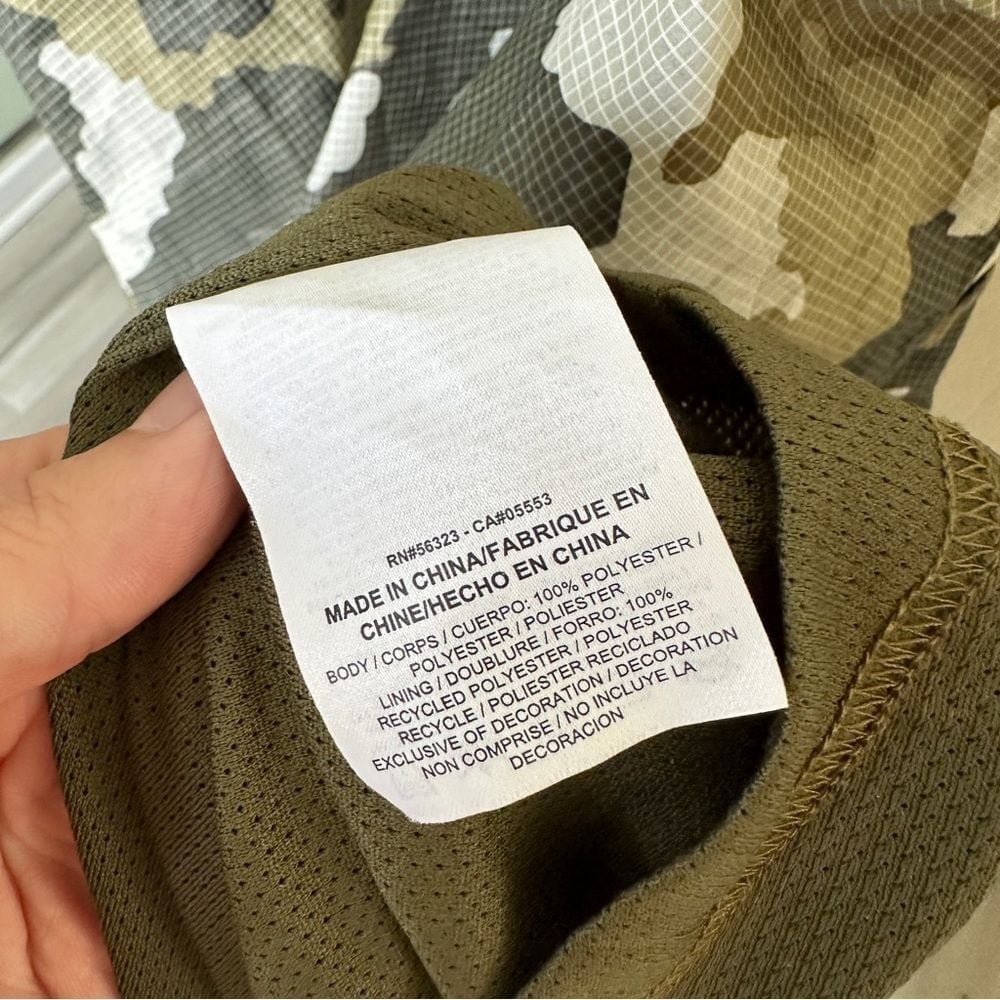 RN#56323 - CA#05553
MADE IN CHINA/FABRIQUE EN
CHINE/HECHO EN CHINA
BODY / CORPS / CUERPO: 100% POLYESTER /
POLYESTER / POLIESTER
LINING / DOUBLURE / FORRO: 100%
RECYCLED POLYESTER / POLYESTER
RECYCLE / POLIESTER RECICLADO
EXCLUSIVE OF DECORATION / DECORATION
NON COMPRISE / NO INCLUYE LA
DECORACION